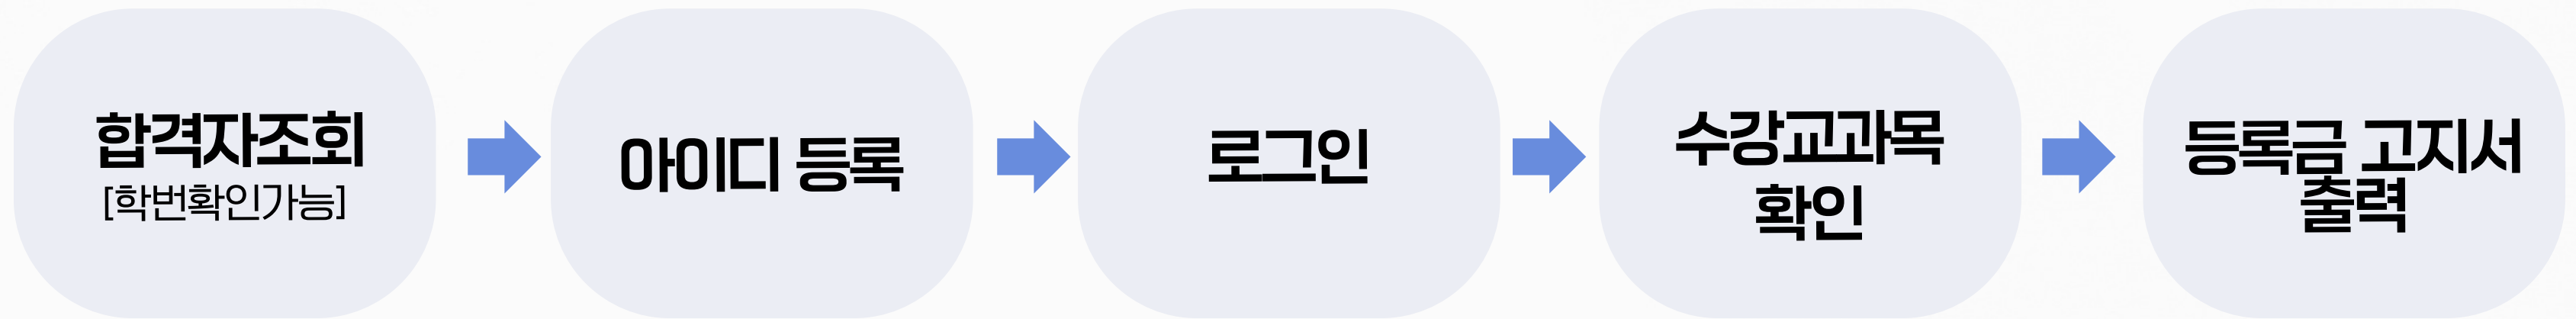 합격자조회
[학번확인가능]
아이디 등록
로그인
수강교과목
확인
등록금 고지서
출력